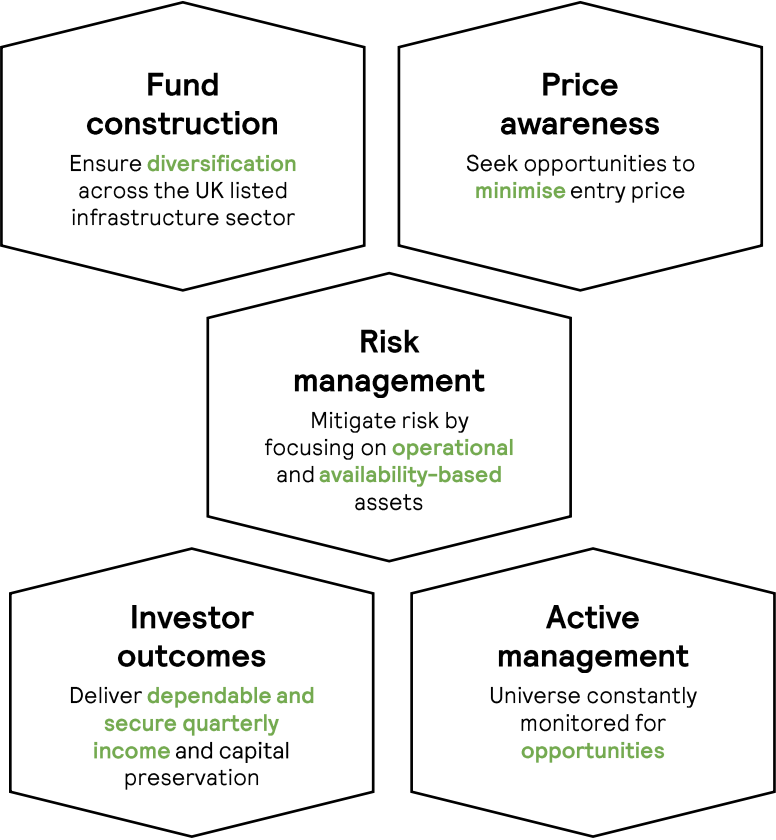 Fund
construction
Ensure diversification
across the UK listed
infrastructure sector
Price
awareness
Seek opportunities to
minimise entry price
Risk
management
Mitigate risk by
focusing on operational
and availability-based
assets
Investor
outcomes
Deliver dependable and
secure quarterly
income and capital
preservation
Active
management
Universe constantly
monitored for
opportunities